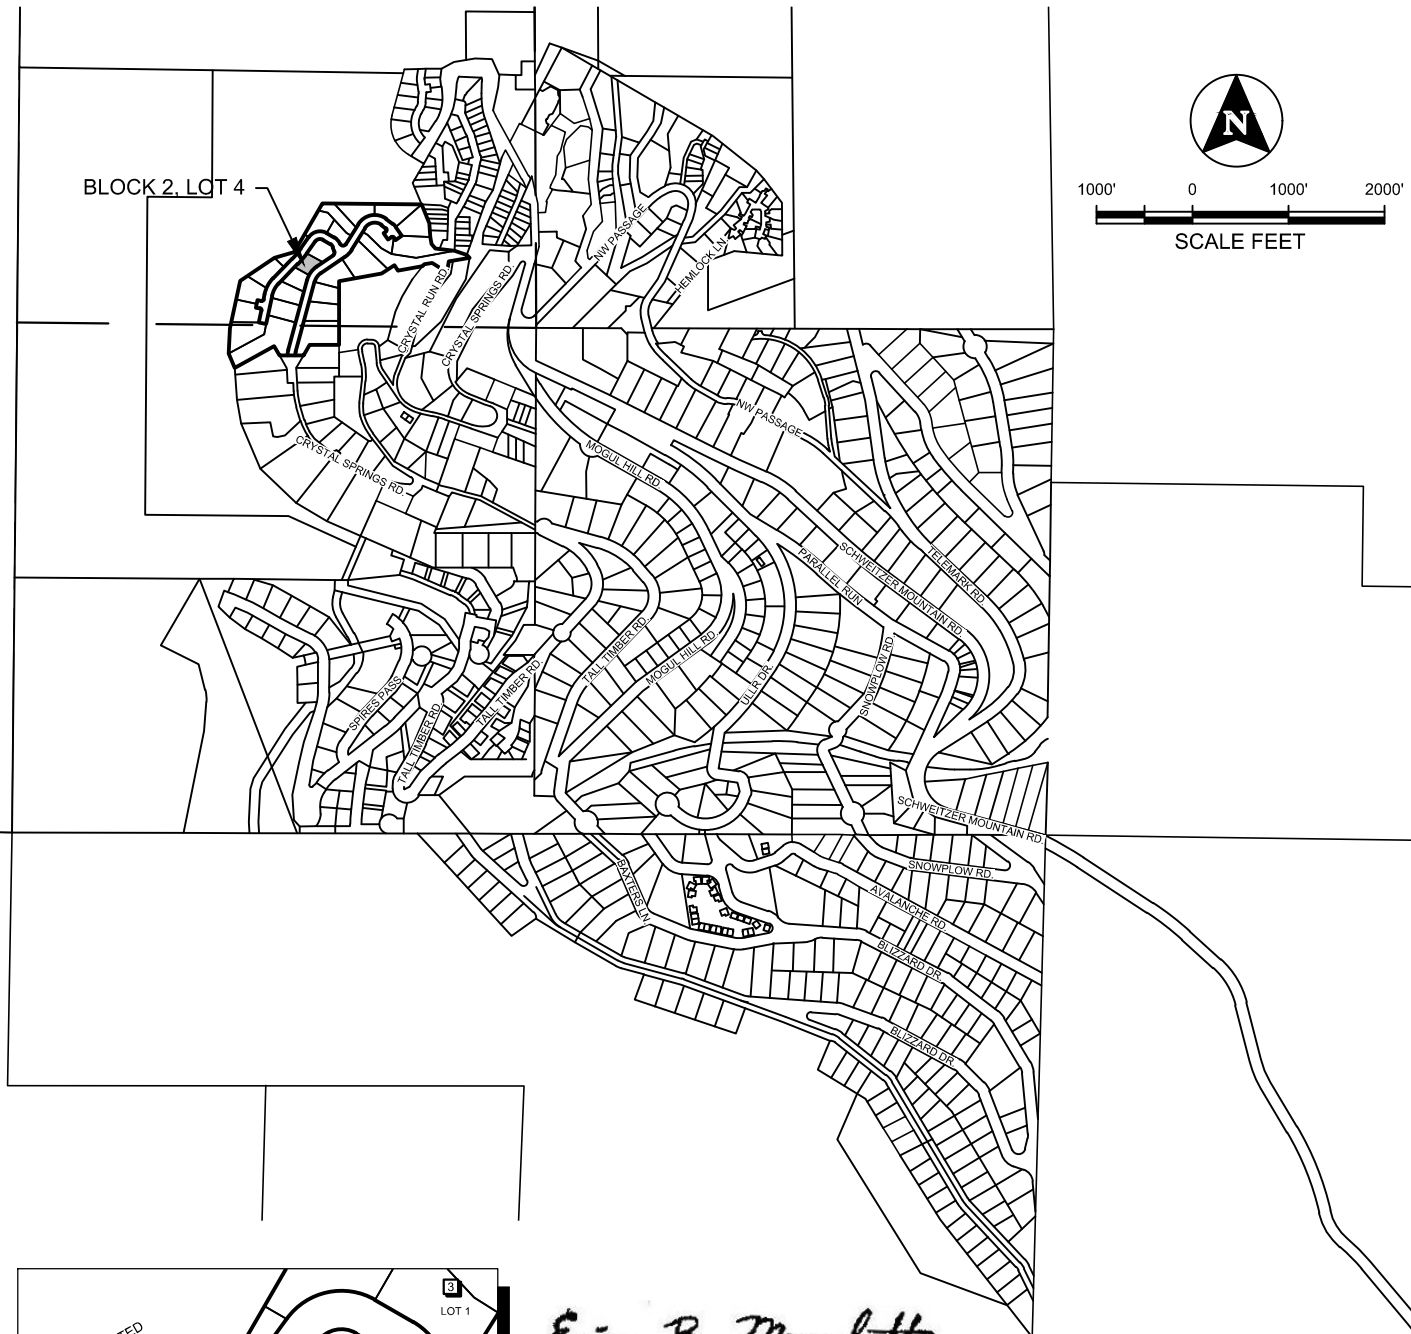 N
1000' 0 1000' 2000'
SCALE FEET
BLOCK 2, LOT 4
NW PASSAGE
HEMLOCK LN.
CRYSTAL RUN RD.
CRYSTAL SPRINGS RD.
NW PASSAGE
MOGUL HILL RD.
CRYSTAL SPRINGS RD.
SCHWEITZER MOUNTAIN RD.
TELEMARK RD.
PARALLEL RUN
TALL TIMBER RD.
MOGUL HILL RD.
SNOWPLOW RD.
ULLR DR.
TALL TIMBER RD.
SPIRES PASS
TALL TIMBER RD.
SCHWEITZER MOUNTAIN RD.
SNOWPLOW RD.
BAXTERS LN.
AVALANCHE RD.
BLIZZARD DR.
BLIZZARD DR.
3
LOT 1